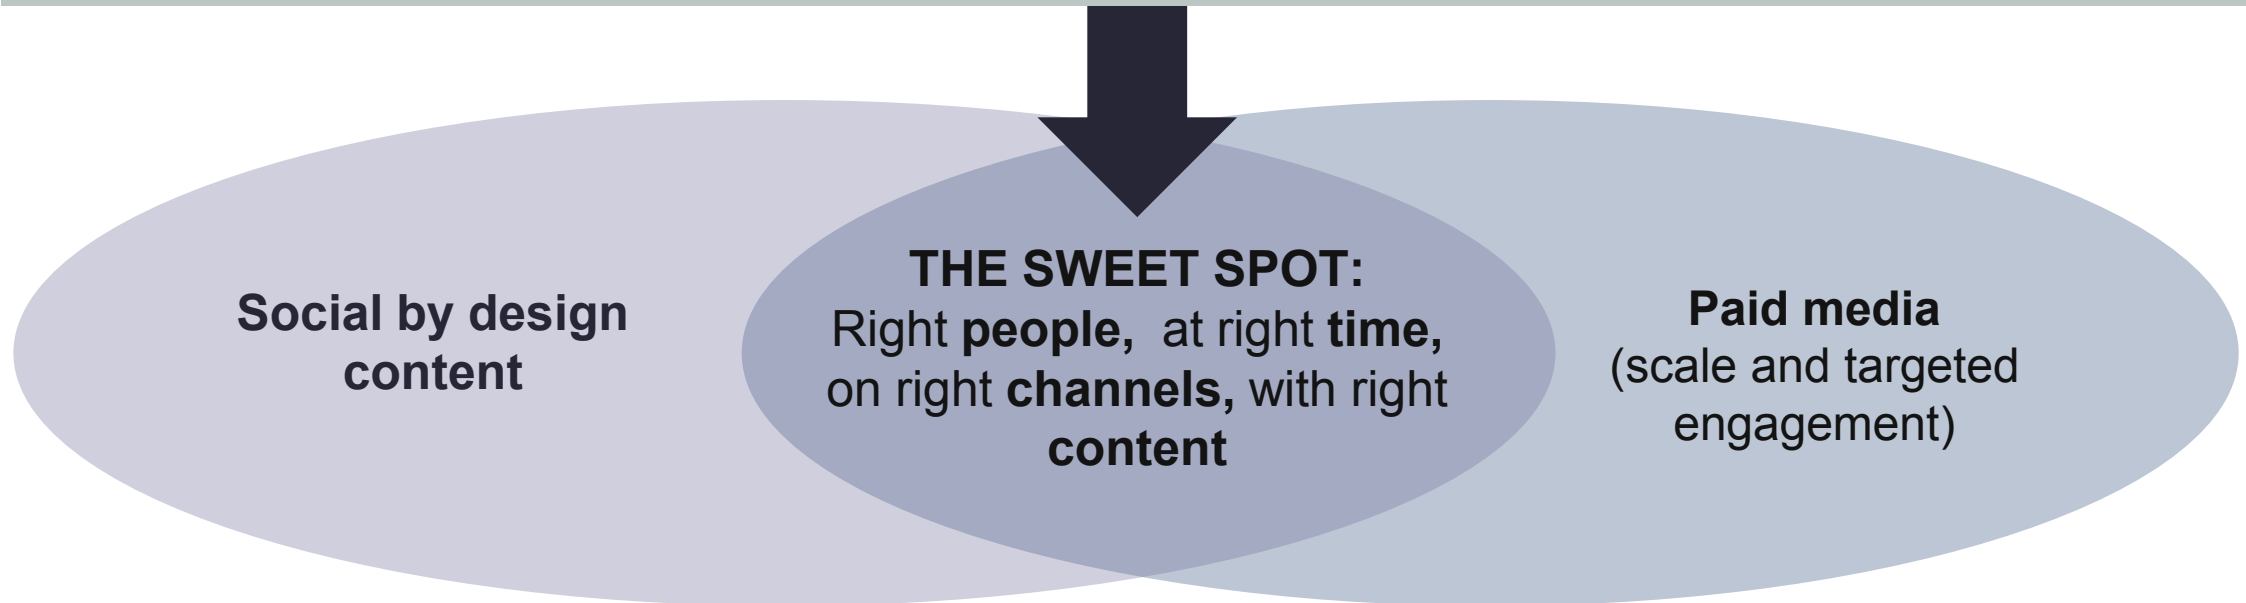 Social by design
content
THE SWEET SPOT:
Right people,  at right time,
on right channels, with right
content
Paid media
(scale and targeted
engagement)